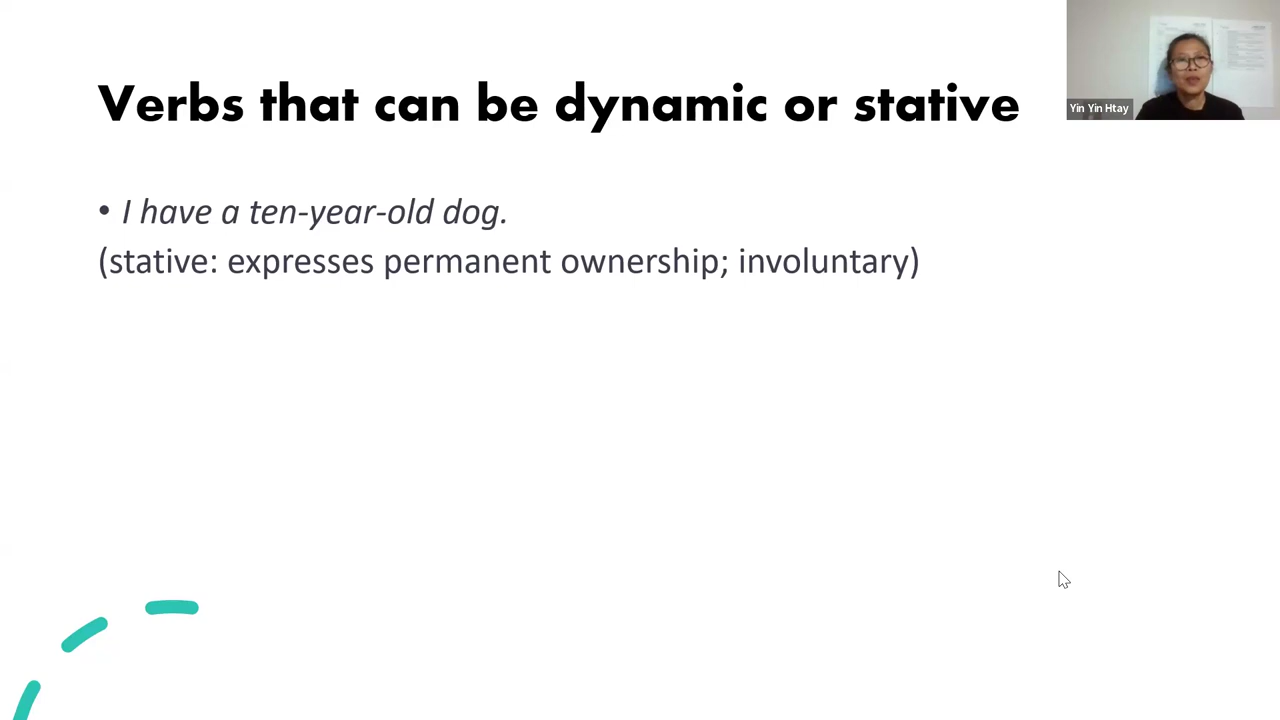 Verbs that can be dynamic or stative
Yin Yin Htay
• I have a ten-year-old dog.
(stative: expresses permanent ownership; involuntary)